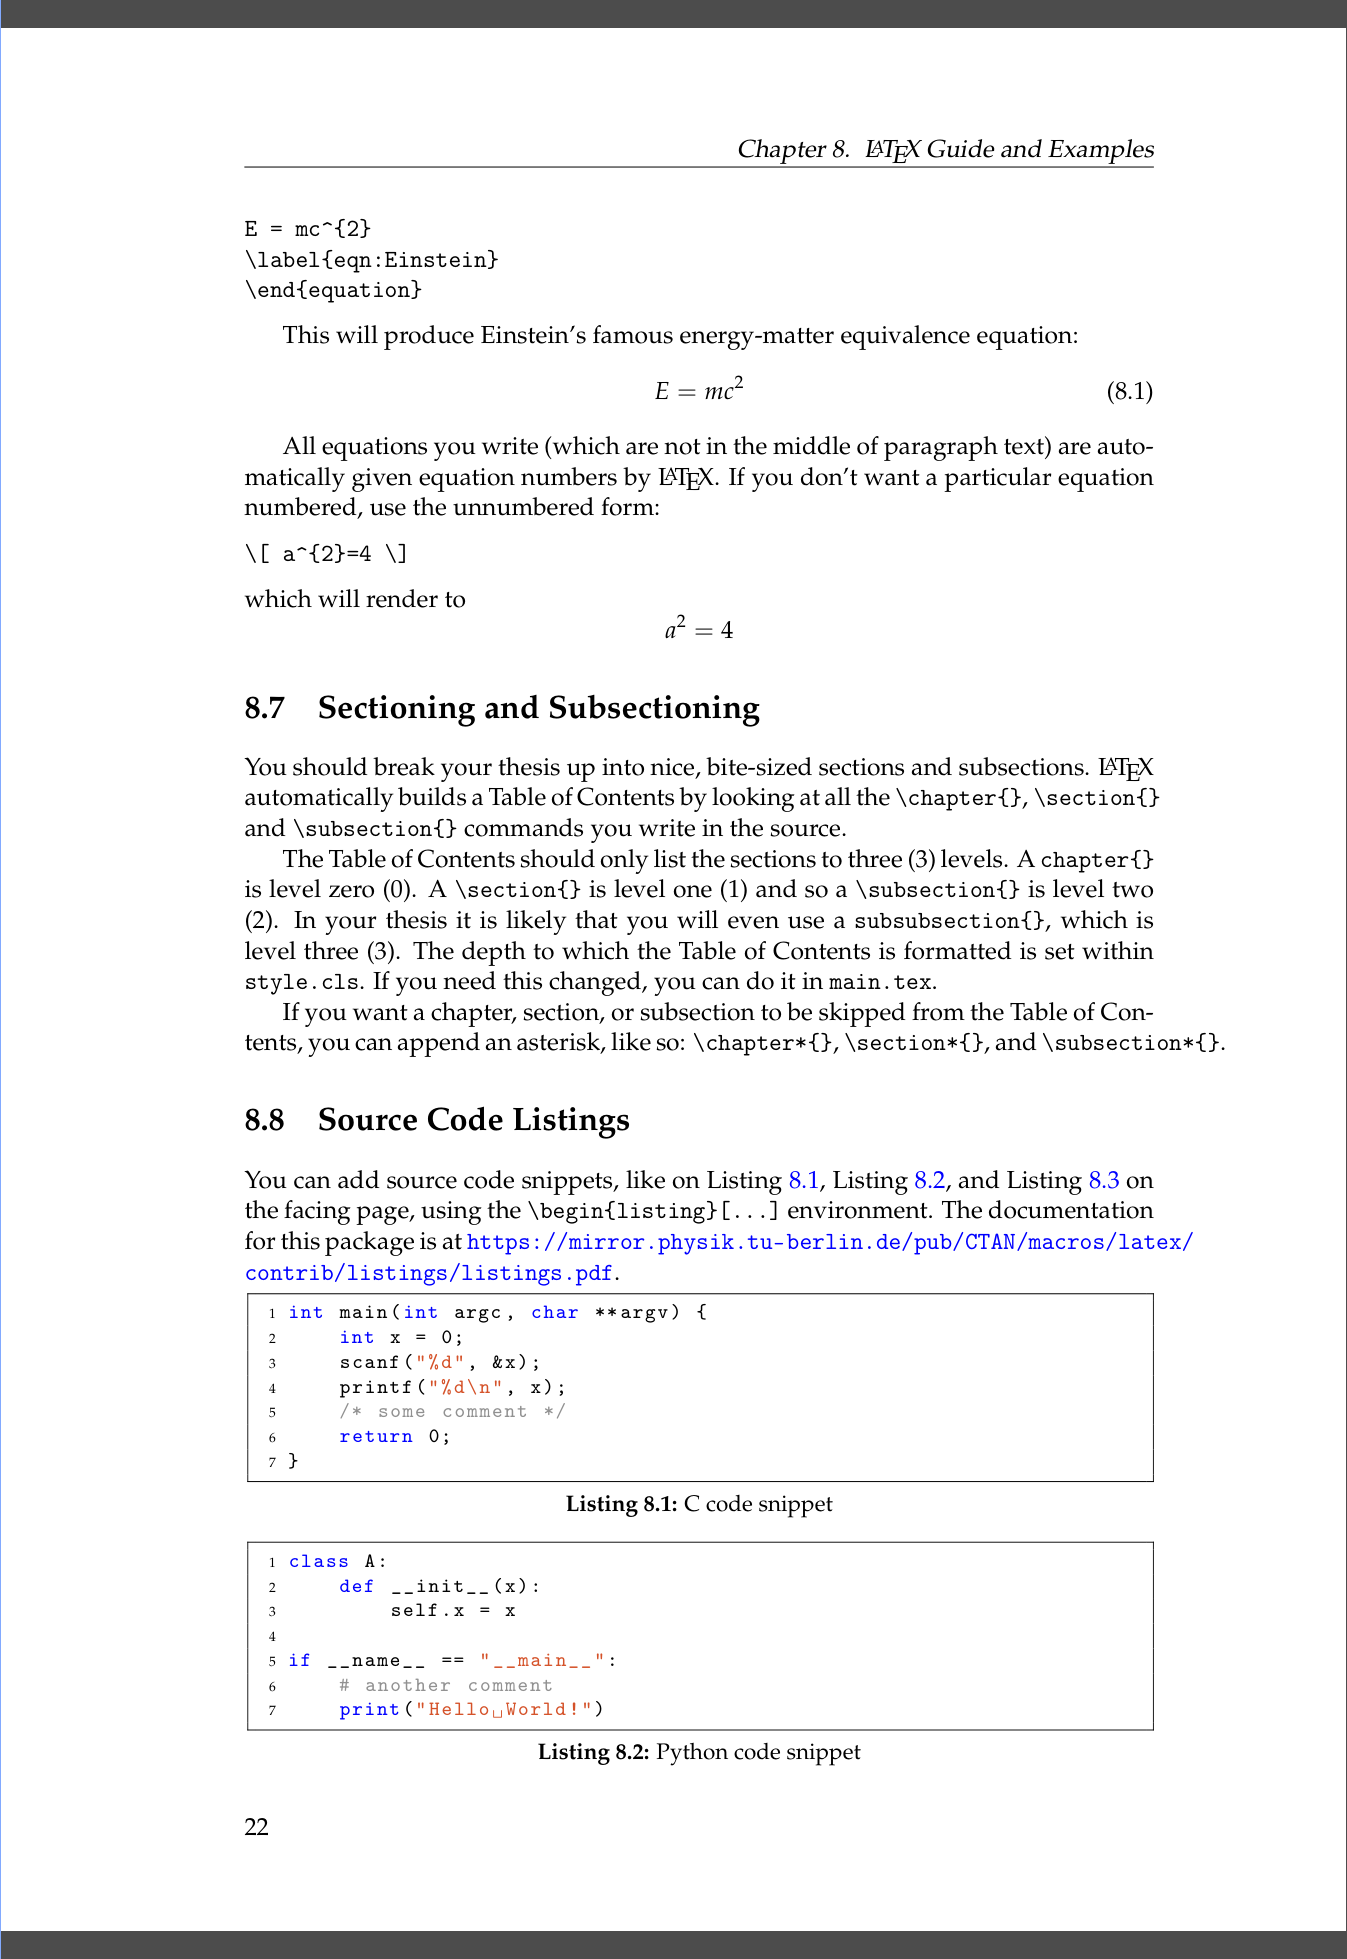 Chapter 8. LATEX Guide and Examples
E = mc^{2}
\label{eqn:Einstein}
\end{equation}
This will produce Einstein’s famous energy-matter equivalence equation:
E = mc² (8.1)
All equations you write (which are not in the middle of paragraph text) are auto-
matically given equation numbers by LATEX. If you don’t want a particular equation
numbered, use the unnumbered form:
\[ a^{2}=4 \]
which will render to
a² = 4
8.7 Sectioning and Subsectioning
You should break your thesis up into nice, bite-sized sections and subsections. LATEX
automatically builds a Table of Contents by looking at all the \chapter{}, \section{}
and \subsection{} commands you write in the source.
The Table of Contents should only list the sections to three (3) levels. A chapter{}
is level zero (0). A \section{} is level one (1) and so a \subsection{} is level two
(2). In your thesis it is likely that you will even use a subsubsection{}, which is
level three (3). The depth to which the Table of Contents is formatted is set within
style.cls. If you need this changed, you can do it in main.tex.
If you want a chapter, section, or subsection to be skipped from the Table of Con-
tents, you can append an asterisk, like so: \chapter*{}, \section*{}, and \subsection*{}.
8.8 Source Code Listings
You can add source code snippets, like on Listing 8.1, Listing 8.2, and Listing 8.3 on
the facing page, using the \begin{listing}[...] environment. The documentation
for this package is at https://mirror.physik.tu-berlin.de/pub/CTAN/macros/latex/
contrib/listings/listings.pdf.
1 int main(int argc, char **argv) {
2     int x = 0;
3     scanf("%d", &x);
4     printf("%d\n", x);
5     /* some comment */
6     return 0;
7 }
Listing 8.1: C code snippet
1 class A:
2     def __init__(x):
3         self.x = x
4
5 if __name__ == "__main__":
6     # another comment
7     print("Hello␣World!")
Listing 8.2: Python code snippet
22